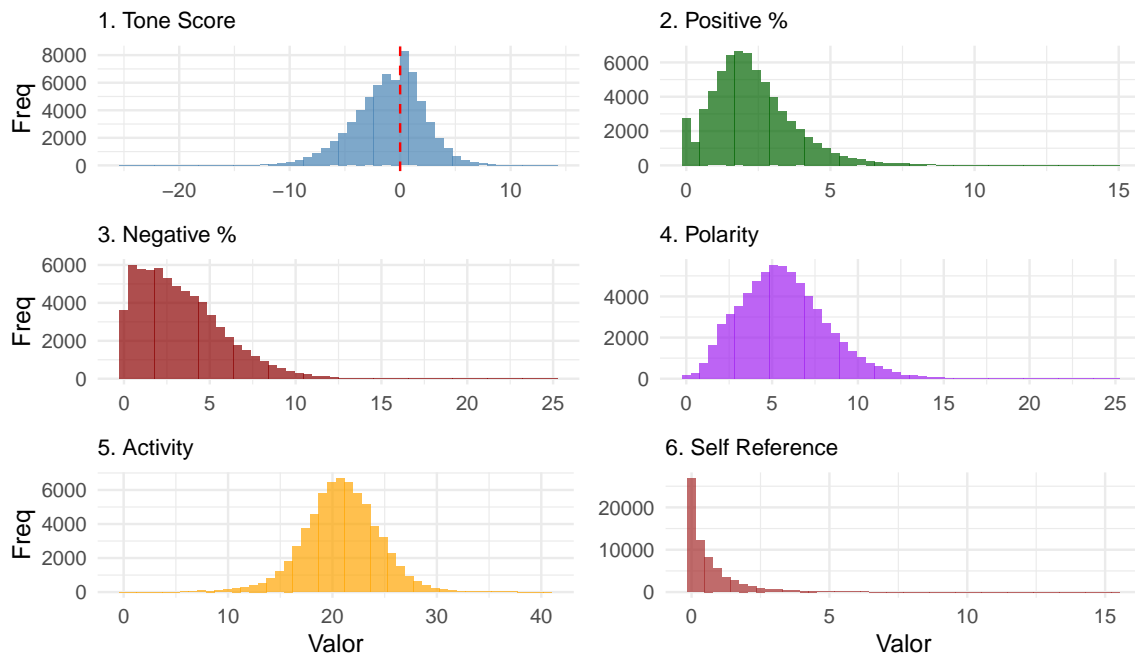 1. Tone Score
Freq
8000
6000
4000
2000
0
−20 −10 0 10
2. Positive %
6000
4000
2000
0
0 5 10 15
3. Negative %
Freq
6000
4000
2000
0
0 5 10 15 20 25
4. Polarity
4000
2000
0
0 5 10 15 20 25
5. Activity
Freq
6000
4000
2000
0
0 10 20 30 40
Valor
6. Self Reference
20000
10000
0
0 5 10 15
Valor